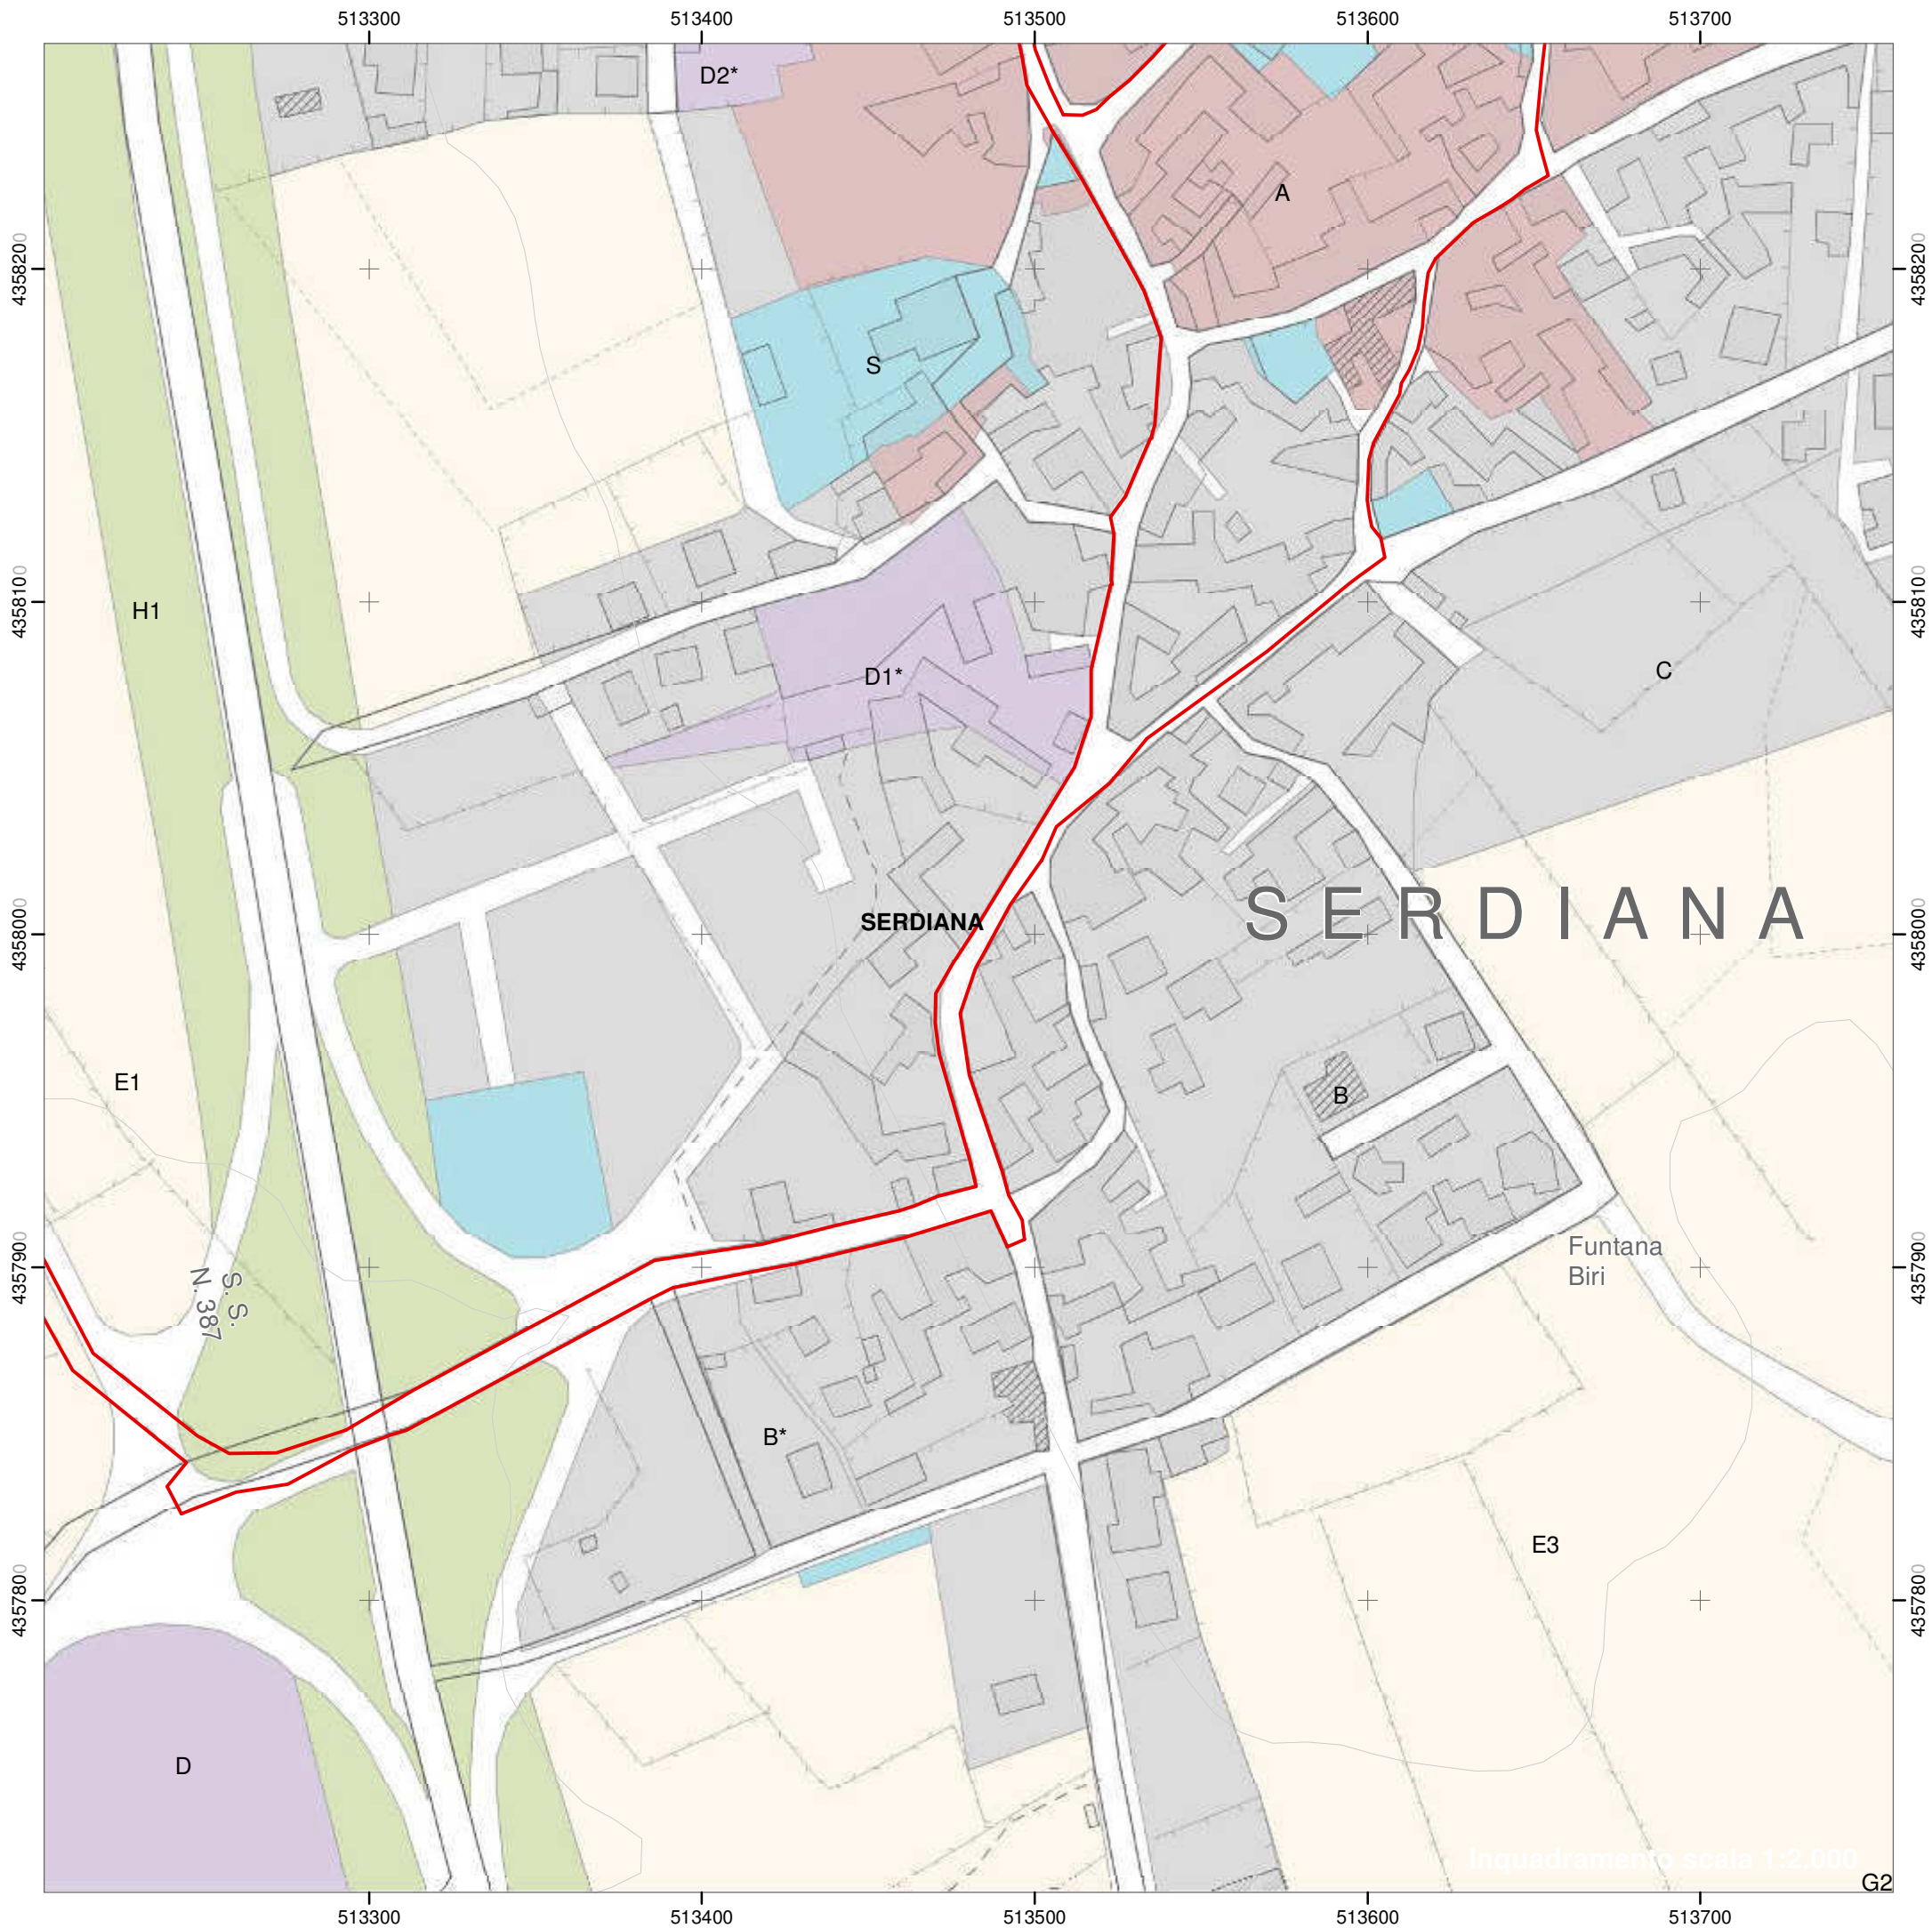 513300 513400 513500 513600 513700
D2*
A
4358200 4358200
S
4358100 4358100
H1
D1*
C
SERDIANA
SERDIANA
4358000 4358000
E1
B
S. S.
N. 387
4357900 4357900
Funtana
Biri
B*
E3
4357800 4357800
D
Inquadramento scala 1:2.000
G2
513300 513400 513500 513600 513700